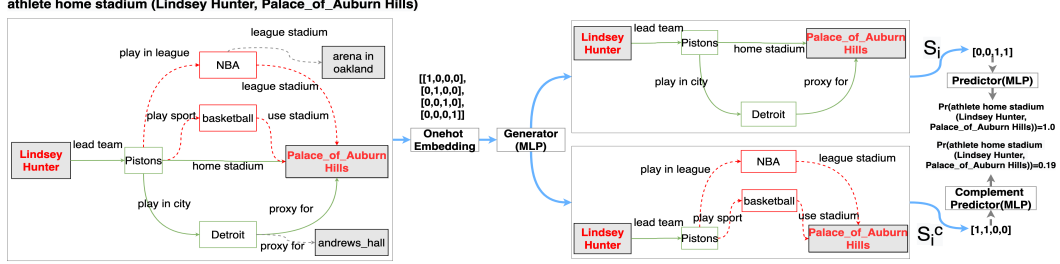 athlete home stadium (Lindsey Hunter, Palace_of_Auburn Hills)
league stadium
play in league
NBA
arena in
oakland
league stadium
play sport
basketball
use stadium
lead team
Lindsey
Hunter
Pistons
home stadium
Palace_of_Auburn
Hills
play in city
proxy for
Detroit
proxy for
andrews_hall
[[1,0,0,0],
[0,1,0,0],
[0,0,1,0],
[0,0,0,1]]
Onehot
Embedding
Generator
(MLP)
lead team
Lindsey
Hunter
Pistons
home stadium
Palace_of_Auburn
Hills
play in city
proxy for
Detroit
Si
[0,0,1,1]
Predictor(MLP)
Pr(athlete home stadium
(Lindsey Hunter,
Palace_of_Auburn Hills))=1.0
Pr(athlete home stadium
(Lindsey Hunter,
Palace_of_Auburn Hills))=0.19
Complement
Predictor(MLP)
[1,1,0,0]
Sic
NBA
league stadium
play in league
basketball
lead team
play sport
use stadium
Lindsey
Hunter
Pistons
Palace_of_Auburn
Hills